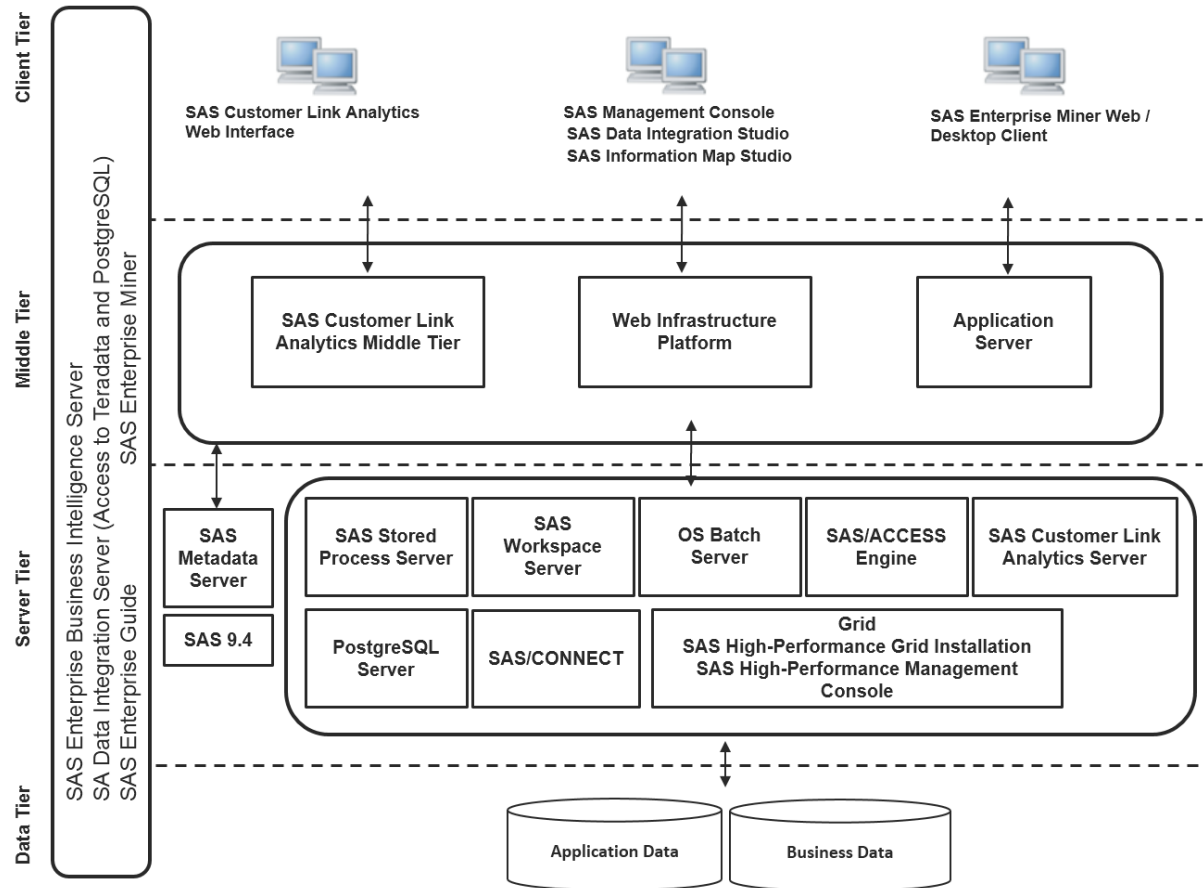 Client Tier
Middle Tier
Server Tier
Data Tier
SAS Enterprise Business Intelligence Server
SA Data Integration Server (Access to Teradata and PostgreSQL)
SAS Enterprise Guide
SAS Enterprise Miner
SAS Customer Link Analytics
Web Interface
SAS Management Console
SAS Data Integration Studio
SAS Information Map Studio
SAS Enterprise Miner Web /
Desktop Client
SAS Customer Link
Analytics Middle Tier
Web Infrastructure
Platform
Application
Server
SAS
Metadata
Server
SAS 9.4
SAS Stored
Process Server
SAS
Workspace
Server
OS Batch
Server
SAS/ACCESS
Engine
SAS Customer Link
Analytics Server
PostgreSQL
Server
SAS/CONNECT
Grid
SAS High-Performance Grid Installation
SAS High-Performance Management
Console
Application Data
Business Data